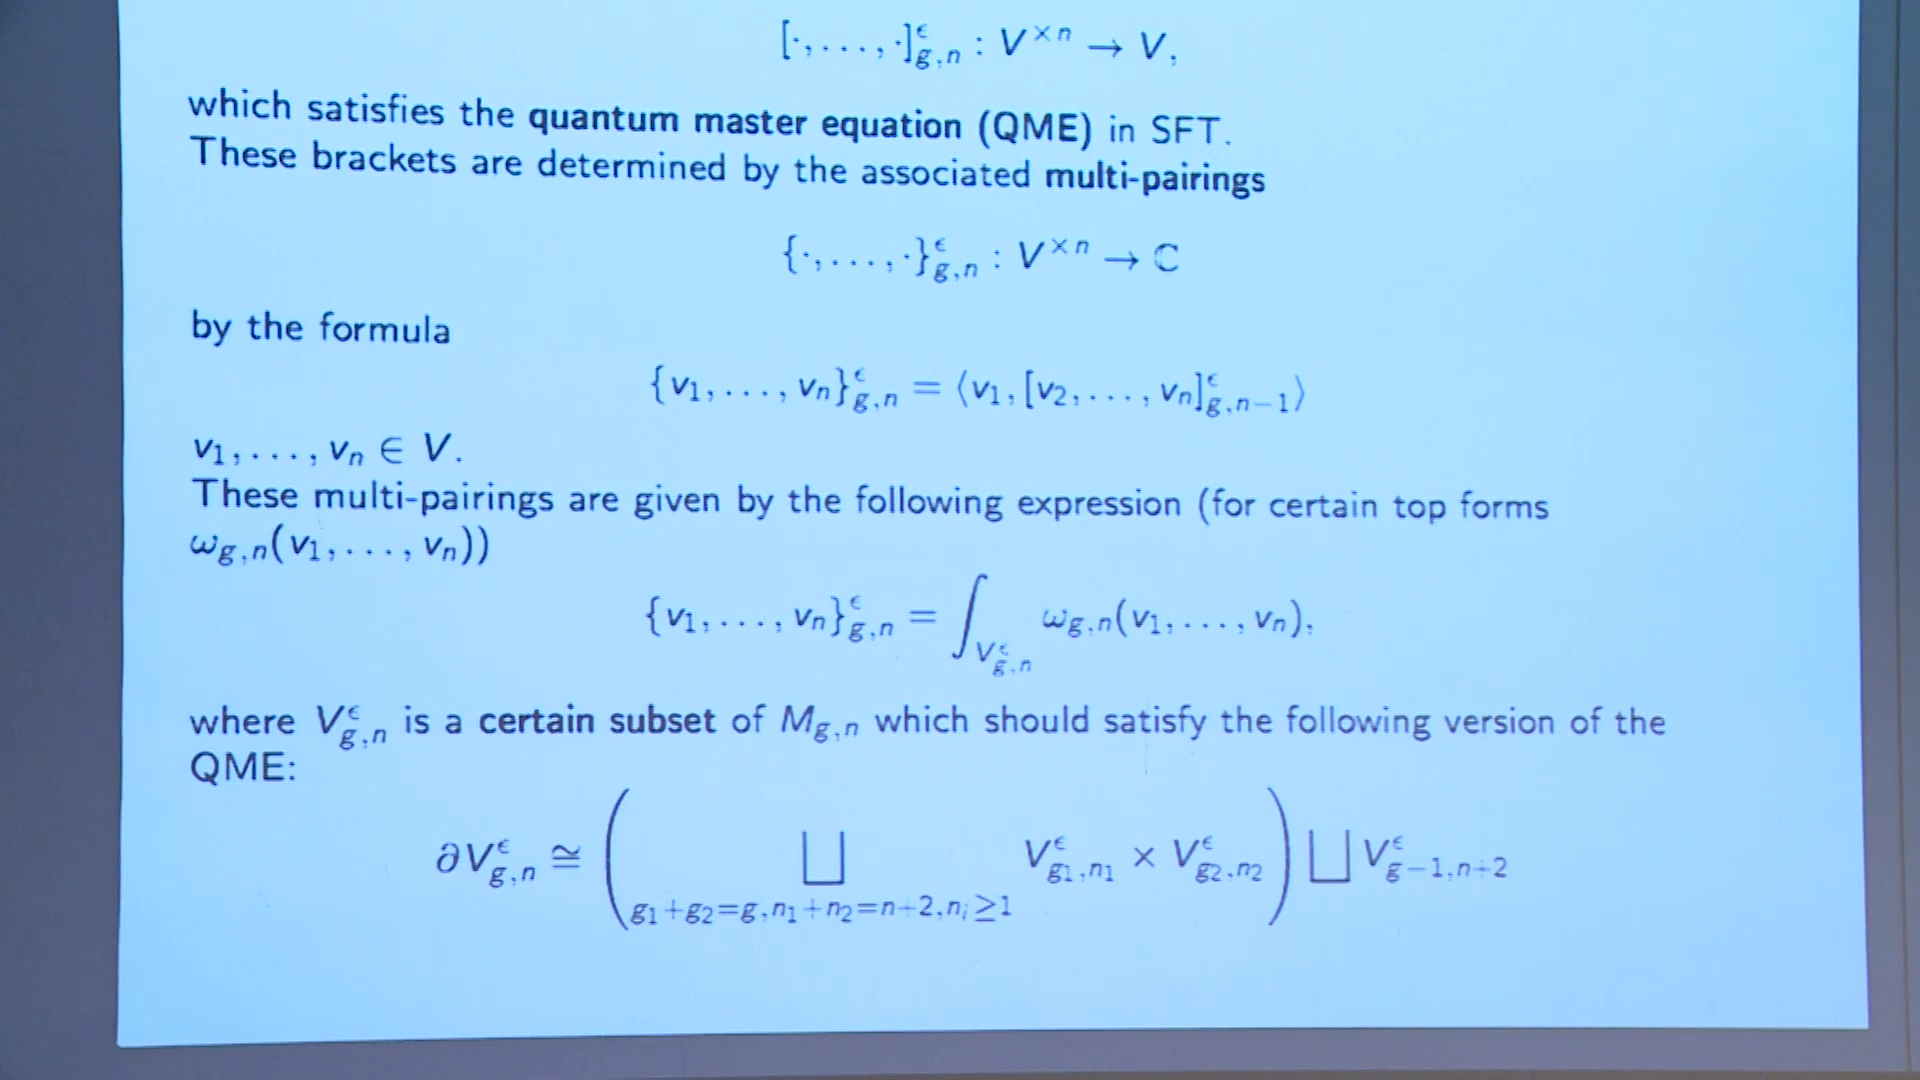 [·, . . . , ·]^ϵ_{g,n} : V^{×n} → V,
which satisfies the quantum master equation (QME) in SFT.
These brackets are determined by the associated multi-pairings
{·, . . . , ·}^ϵ_{g,n} : V^{×n} → ℂ
by the formula
{v_1, . . . , v_n}^ϵ_{g,n} = ⟨v_1, [v_2, . . . , v_n]^ϵ_{g,n−1}⟩
v_1, . . . , v_n ∈ V.
These multi-pairings are given by the following expression (for certain top forms
ω_{g,n}(v_1, . . . , v_n))
{v_1, . . . , v_n}^ϵ_{g,n} = ∫_{V^ϵ_{g,n}} ω_{g,n}(v_1, . . . , v_n),
where V^ϵ_{g,n} is a certain subset of M_{g,n} which should satisfy the following version of the
QME:
∂V^ϵ_{g,n} ≅ ( ⨆_{g_1+g_2=g,n_1+n_2=n+2,n_i≥1} V^ϵ_{g_1,n_1} × V^ϵ_{g_2,n_2} ) ⨆ V^ϵ_{g−1,n+2}